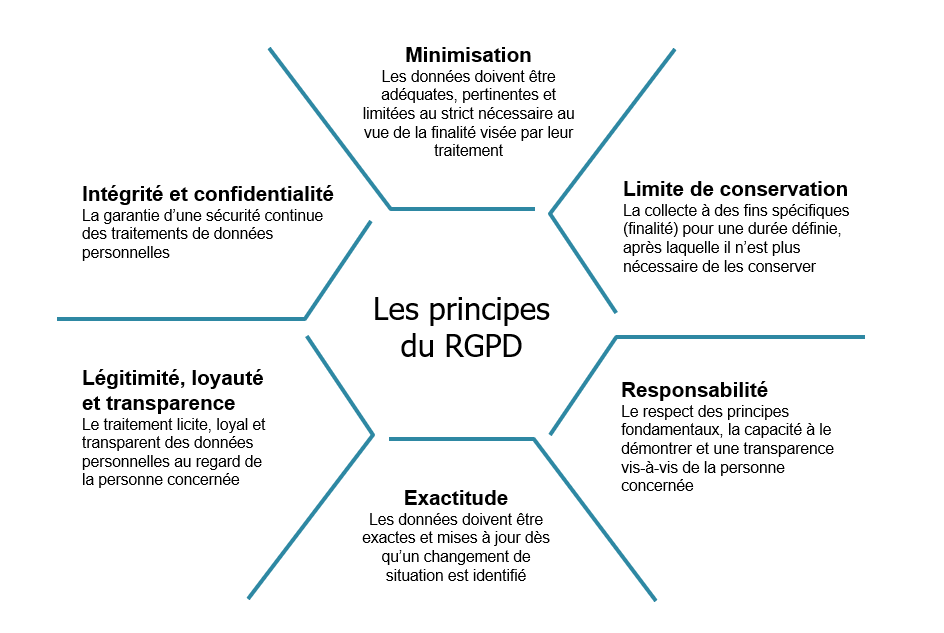 Minimisation
Les données doivent être
adéquates, pertinentes et
limitées au strict nécessaire au
vue de la finalité visée par leur
traitement
Intégrité et confidentialité
La garantie d'une sécurité continue
des traitements de données
personnelles
Limite de conservation
La collecte à des fins spécifiques
(finalité) pour une durée définie,
après laquelle il n'est plus
nécessaire de les conserver
Les principes
du RGPD
Légitimité, loyauté
et transparence
Le traitement licite, loyal et
transparent des données
personnelles au regard de
la personne concernée
Responsabilité
Le respect des principes
fondamentaux, la capacité à le
démontrer et une transparence
vis-à-vis de la personne
concernée
Exactitude
Les données doivent être
exactes et mises à jour dès
qu'un changement de
situation est identifié